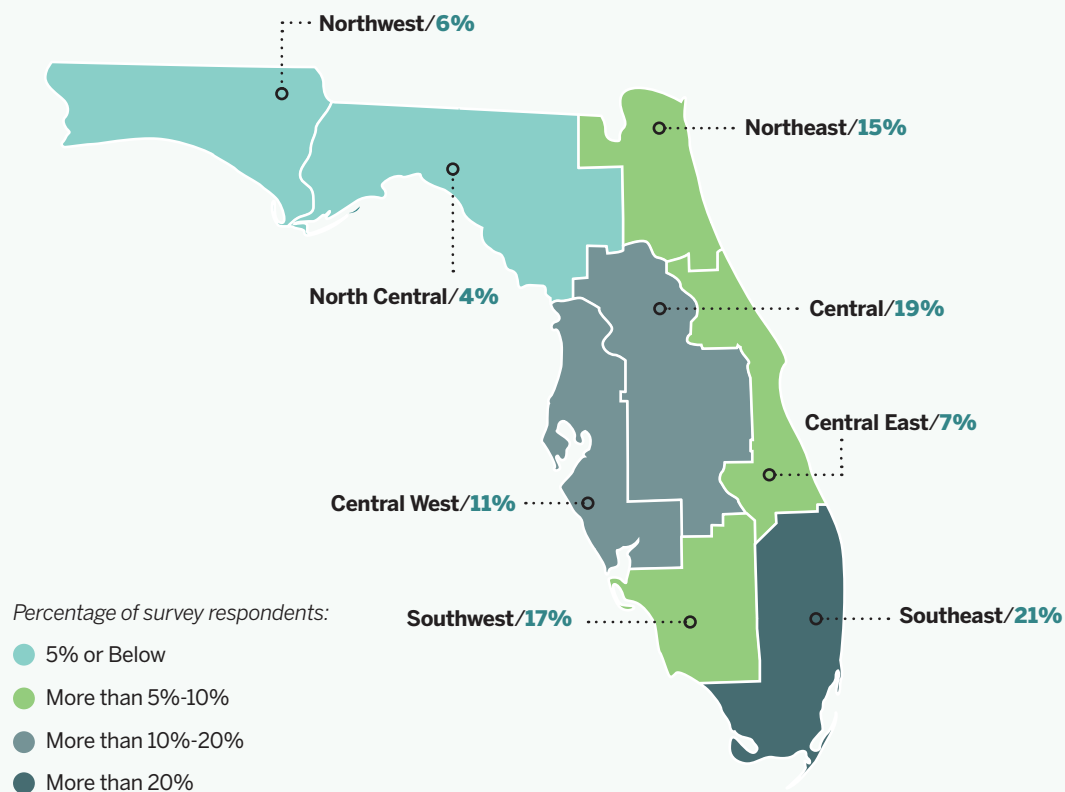 Northwest/6%
Northeast/15%
North Central/4%
Central/19%
Central East/7%
Central West/11%
Southwest/17%
Southeast/21%
Percentage of survey respondents:
5% or Below
More than 5%-10%
More than 10%-20%
More than 20%